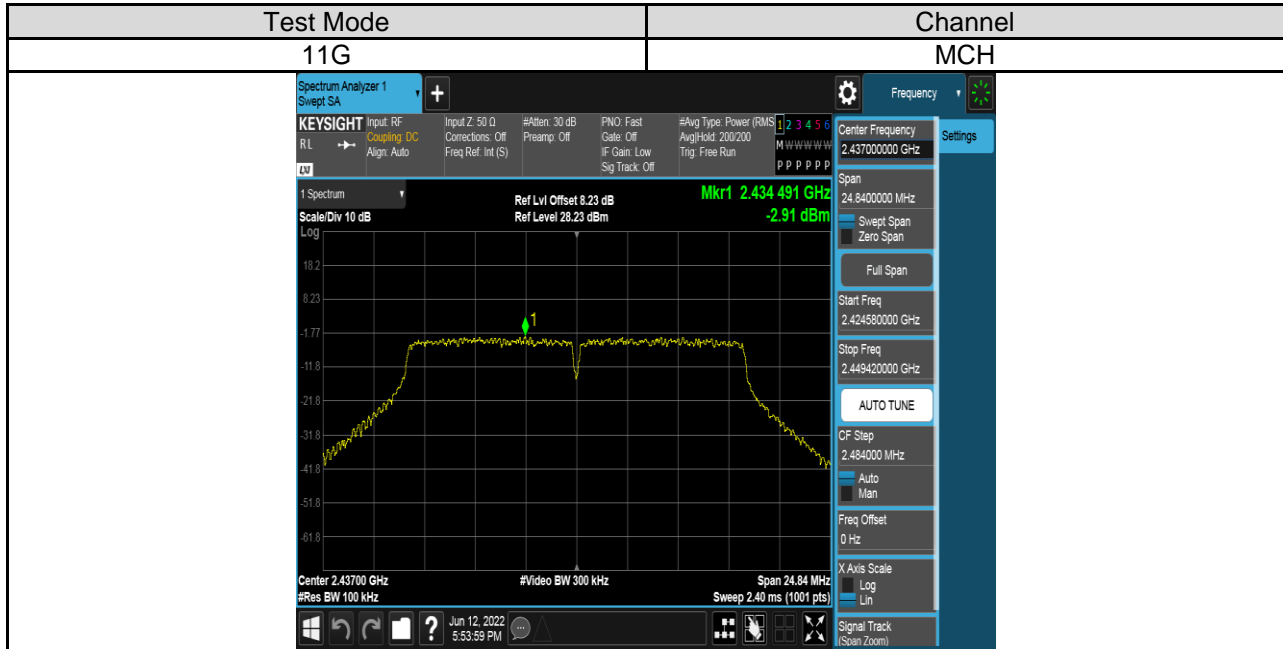 Test Mode Channel
11G MCH
Spectrum Analyzer 1
Swept SA
+
Frequency
KEYSIGHT
RL
LXI
Input: RF
Coupling: DC
Align: Auto
Input Z: 50 Ω
Corrections: Off
Freq Ref: Int (S)
#Atten: 30 dB
Preamp: Off
PNO: Fast
Gate: Off
IF Gain: Low
Sig Track: Off
#Avg Type: Power (RMS
Avg|Hold: 200/200
Trig: Free Run
1 2 3 4 5 6
M W W W W W
P P P P P P
1 Spectrum
Scale/Div 10 dB
Ref Lvl Offset 8.23 dB
Ref Level 28.23 dBm
Mkr1 2.434 491 GHz
-2.91 dBm
Log
18.2
8.23
-1.77
-11.8
-21.8
-31.8
-41.8
-51.8
-61.8
1
Center 2.43700 GHz
#Res BW 100 kHz
#Video BW 300 kHz
Span 24.84 MHz
Sweep 2.40 ms (1001 pts)
Center Frequency
2.437000000 GHz
Settings
Span
24.8400000 MHz
Swept Span
Zero Span
Full Span
Start Freq
2.424580000 GHz
Stop Freq
2.449420000 GHz
AUTO TUNE
CF Step
2.484000 MHz
Auto
Man
Freq Offset
0 Hz
X Axis Scale
Log
Lin
Signal Track
(Span Zoom)
?
Jun 12, 2022
5:53:59 PM